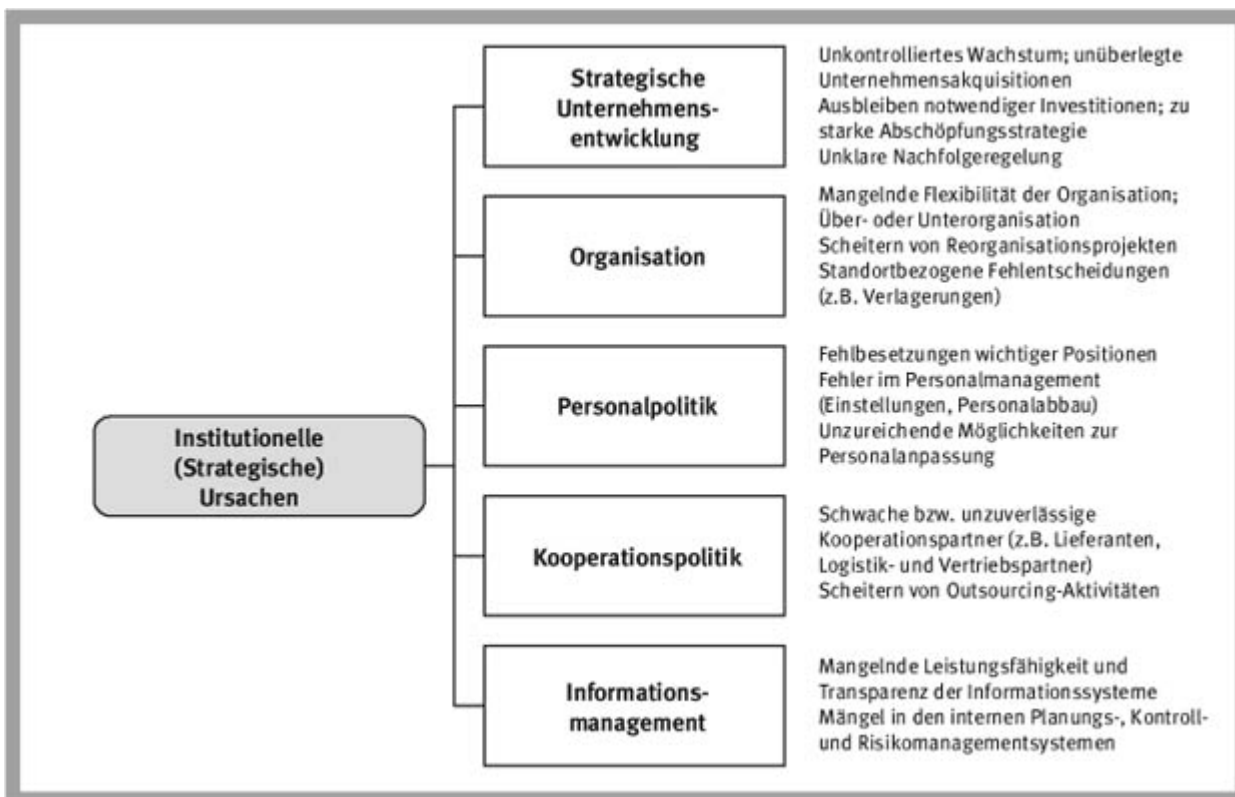 Institutionelle
(Strategische)
Ursachen
Strategische
Unternehmens-
entwicklung
Unkontrolliertes Wachstum; unüberlegte
Unternehmensakquisitionen
Ausbleiben notwendiger Investitionen; zu
starke Abschöpfungsstrategie
Unklare Nachfolgeregelung
Organisation
Mangelnde Flexibilität der Organisation;
Über- oder Unterorganisation
Scheitern von Reorganisationsprojekten
Standortbezogene Fehlentscheidungen
(z.B. Verlagerungen)
Personalpolitik
Fehlbesetzungen wichtiger Positionen
Fehler im Personalmanagement
(Einstellungen, Personalabbau)
Unzureichende Möglichkeiten zur
Personalanpassung
Kooperationspolitik
Schwache bzw. unzuverlässige
Kooperationspartner (z.B. Lieferanten,
Logistik- und Vertriebspartner)
Scheitern von Outsourcing-Aktivitäten
Informations-
management
Mangelnde Leistungsfähigkeit und
Transparenz der Informationssysteme
Mängel in den internen Planungs-, Kontroll-
und Risikomanagementsystemen